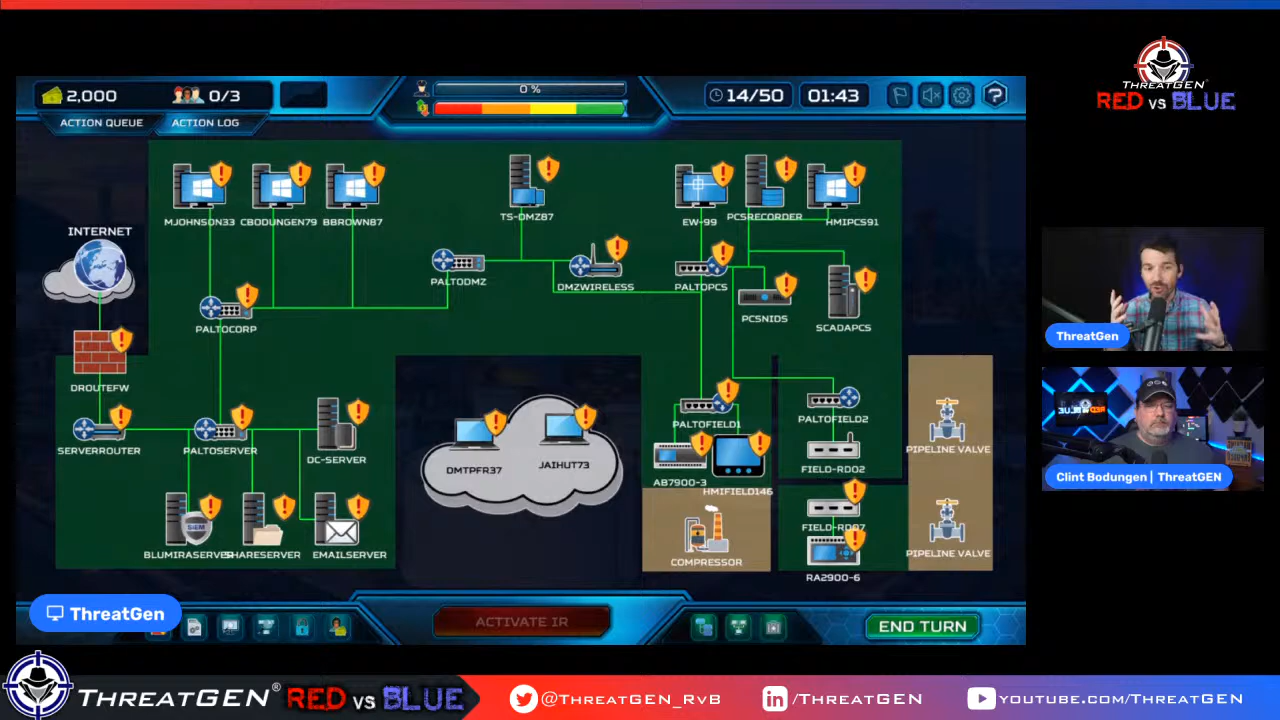 2,000
0/3
0 %
14/50
01:43
?
THREATGEN®
RED vs BLUE
ACTION QUEUE
ACTION LOG
MJOHNSON33
CBODUNGEN79
BBROWN87
TS-DMZ87
EW-99
PCSRECORDER
HMIPCS91
INTERNET
PALTODMZ
DMZWIRELESS
PALTOPCS
PALTOCORP
PCSNIDS
SCADAPCS
ThreatGen
DROUTEFW
SERVERROUTER
PALTOSERVER
DC-SERVER
DMTPFR37
JAIHUT73
PALTOFIELD1
PALTOFIELD2
PIPELINE VALVE
AB7900-3
HMIFIELD146
FIELD-RD02
Clint Bodungen | ThreatGEN
SIEM
BLUMIRASERVER
SHARESERVER
EMAILSERVER
COMPRESSOR
FIELD-RD07
RA2900-6
PIPELINE VALVE
ThreatGen
ACTIVATE IR
END TURN
THREATGEN® RED vs BLUE
@THREATGEN_RVB
/THREATGEN
YOUTUBE.COM/THREATGEN